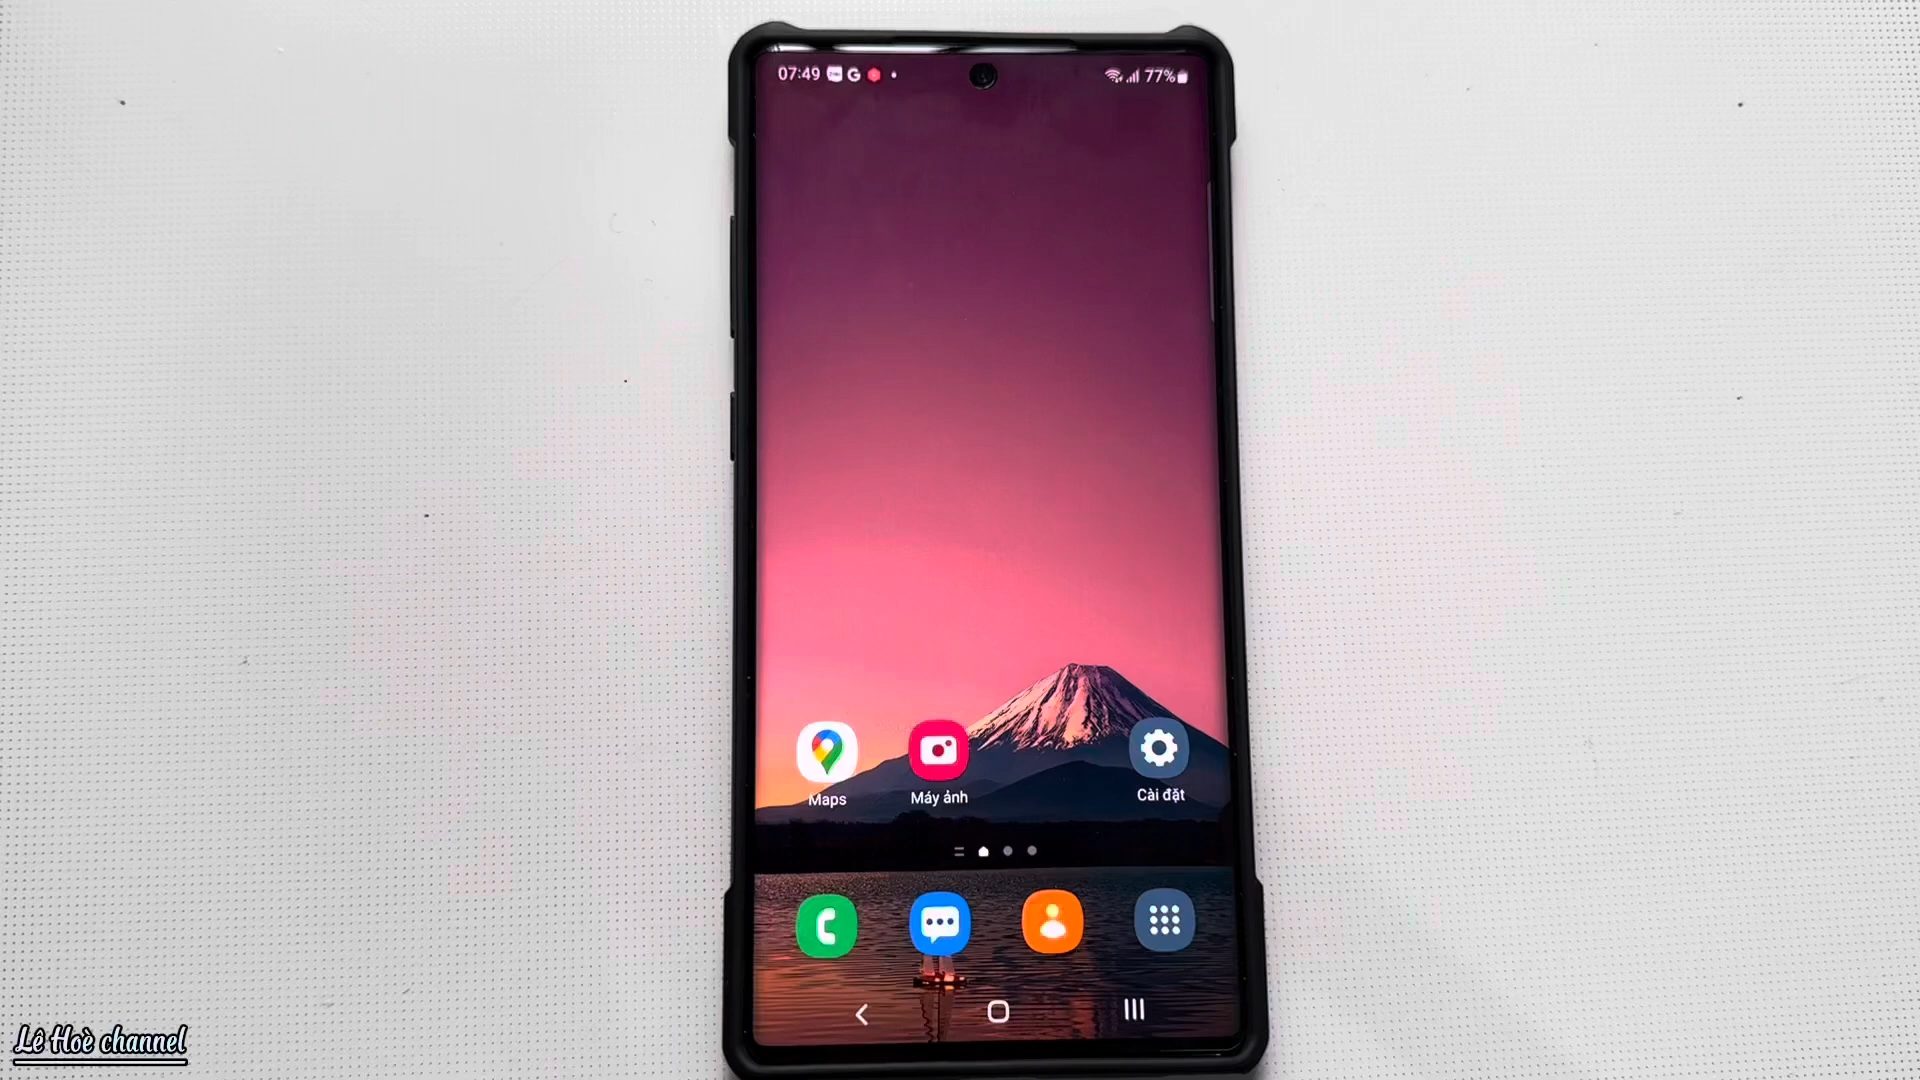 07:49
77%
Maps
Máy ảnh
Cài đặt
Lê Hoè channel